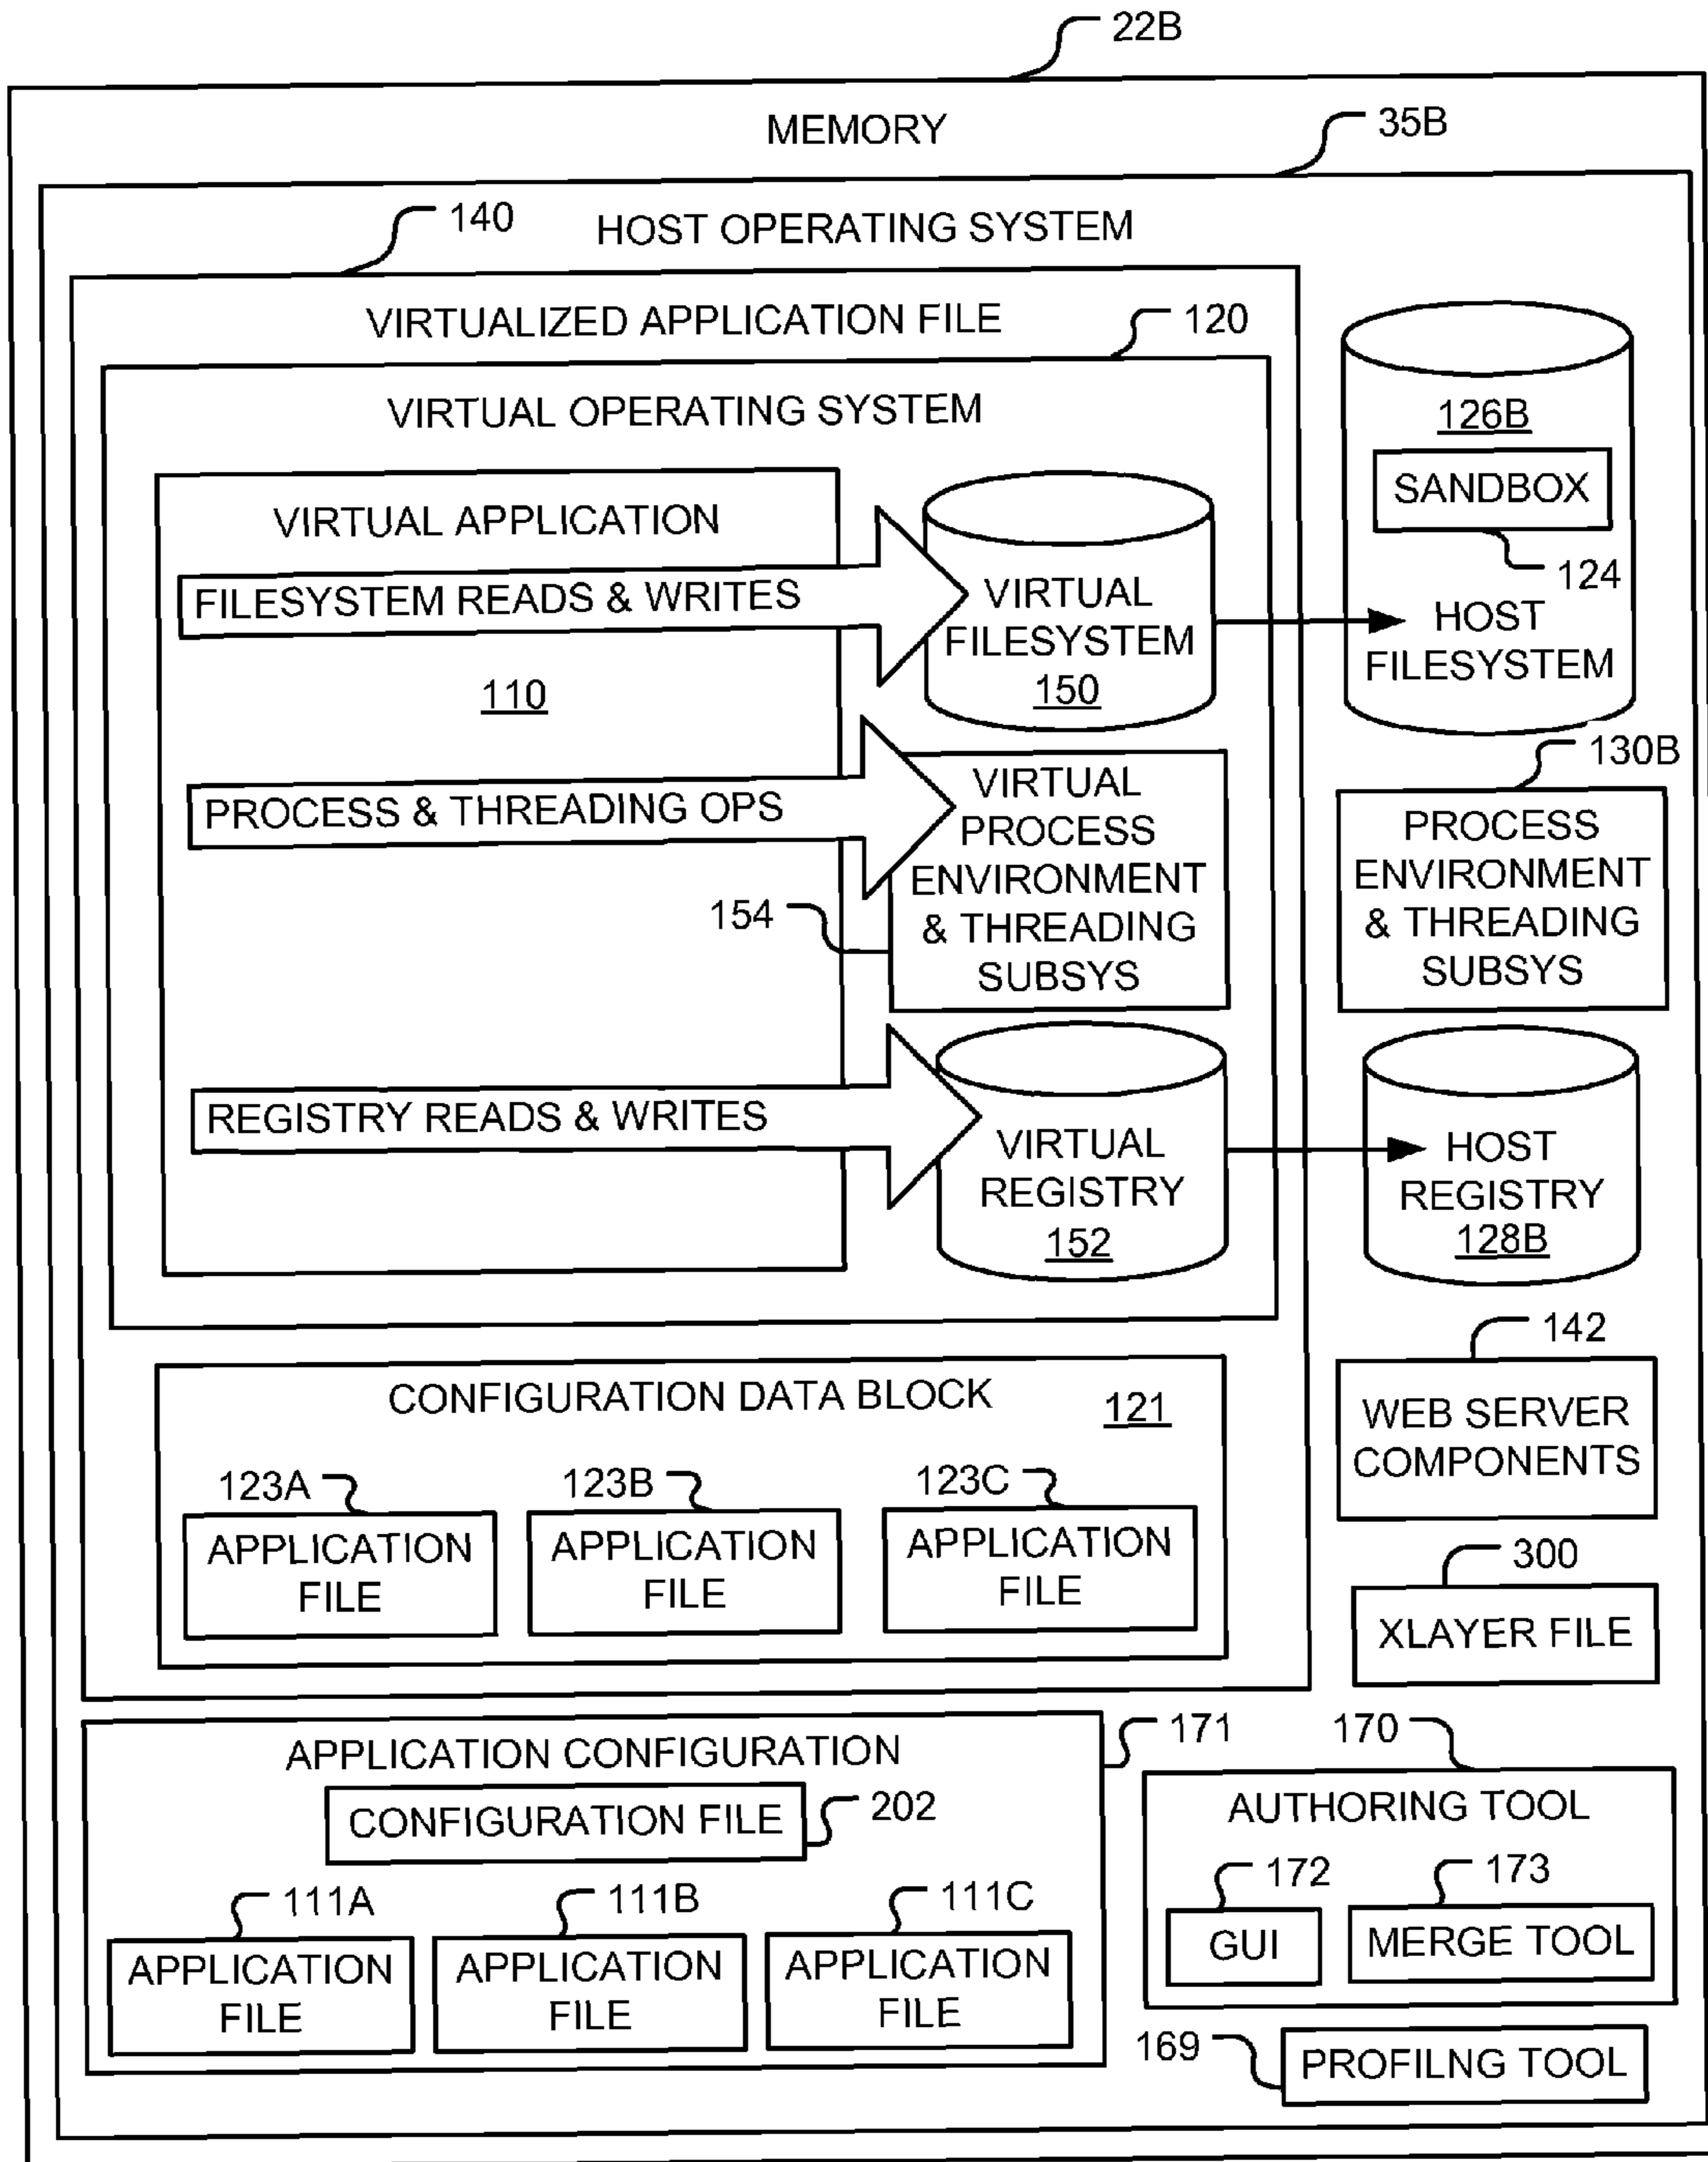 22B
MEMORY
35B
HOST OPERATING SYSTEM
140
VIRTUALIZED APPLICATION FILE
120
VIRTUAL OPERATING SYSTEM
VIRTUAL APPLICATION
FILESYSTEM READS & WRITES
110
PROCESS & THREADING OPS
154
REGISTRY READS & WRITES
VIRTUAL
FILESYSTEM
150
VIRTUAL
PROCESS
ENVIRONMENT
& THREADING
SUBSYS
VIRTUAL
REGISTRY
152
126B
SANDBOX
124
HOST
FILESYSTEM
130B
PROCESS
ENVIRONMENT
& THREADING
SUBSYS
HOST
REGISTRY
128B
CONFIGURATION DATA BLOCK
121
123A
APPLICATION
FILE
123B
APPLICATION
FILE
123C
APPLICATION
FILE
142
WEB SERVER
COMPONENTS
300
XLAYER FILE
171
APPLICATION CONFIGURATION
CONFIGURATION FILE
202
111A
APPLICATION
FILE
111B
APPLICATION
FILE
111C
APPLICATION
FILE
170
AUTHORING TOOL
172
GUI
173
MERGE TOOL
169
PROFILNG TOOL